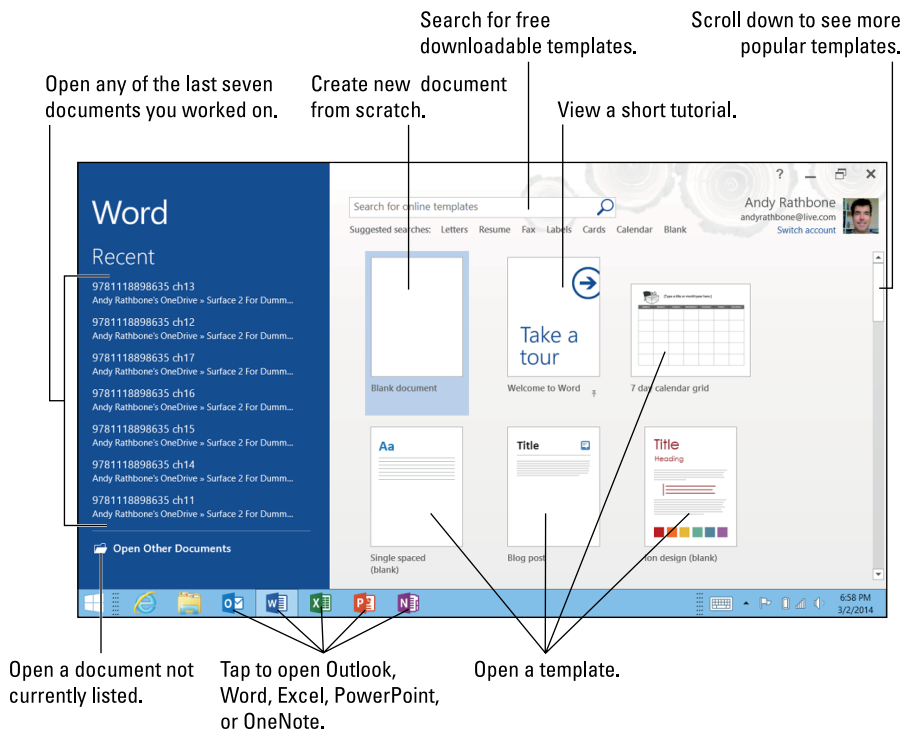 Search for free
downloadable templates.
Scroll down to see more
popular templates.
Open any of the last seven
documents you worked on.
Create new document
from scratch.
View a short tutorial.
Word
Search for online templates
Suggested searches: Letters Resume Fax Labels Cards Calendar Blank
Andy Rathbone
andyrathbone@live.com
Switch account
Recent
9781118898635 ch13
Andy Rathbone's OneDrive » Surface 2 For Dumm...
9781118898635 ch12
Andy Rathbone's OneDrive » Surface 2 For Dumm...
9781118898635 ch17
Andy Rathbone's OneDrive » Surface 2 For Dumm...
9781118898635 ch16
Andy Rathbone's OneDrive » Surface 2 For Dumm...
9781118898635 ch15
Andy Rathbone's OneDrive » Surface 2 For Dumm...
9781118898635 ch14
Andy Rathbone's OneDrive » Surface 2 For Dumm...
9781118898635 ch11
Andy Rathbone's OneDrive » Surface 2 For Dumm...
Open Other Documents
Take a
tour
[Type a title or month/year here]
Blank document
Welcome to Word
7 day calendar grid
Aa
Title
Title
Heading
Single spaced
(blank)
Blog post
Ion design (blank)
6:58 PM
3/2/2014
Open a document not
currently listed.
Tap to open Outlook,
Word, Excel, PowerPoint,
or OneNote.
Open a template.